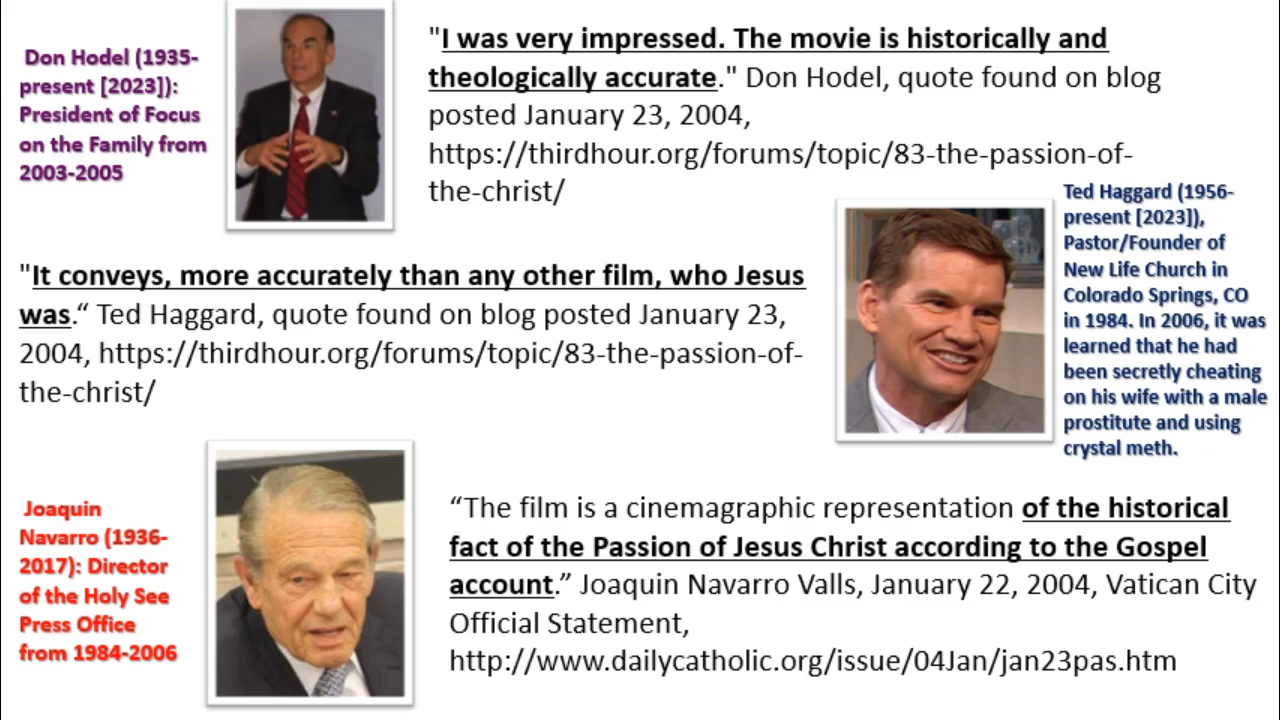 Don Hodel (1935-
present [2023]):
President of Focus
on the Family from
2003-2005
"I was very impressed. The movie is historically and
theologically accurate." Don Hodel, quote found on blog
posted January 23, 2004,
https://thirdhour.org/forums/topic/83-the-passion-of-
the-christ/
"It conveys, more accurately than any other film, who Jesus
was.“ Ted Haggard, quote found on blog posted January 23,
2004, https://thirdhour.org/forums/topic/83-the-passion-of-
the-christ/
Ted Haggard (1956-
present [2023]),
Pastor/Founder of
New Life Church in
Colorado Springs, CO
in 1984. In 2006, it was
learned that he had
been secretly cheating
on his wife with a male
prostitute and using
crystal meth.
Joaquin
Navarro (1936-
2017): Director
of the Holy See
Press Office
from 1984-2006
“The film is a cinemagraphic representation of the historical
fact of the Passion of Jesus Christ according to the Gospel
account.” Joaquin Navarro Valls, January 22, 2004, Vatican City
Official Statement,
http://www.dailycatholic.org/issue/04Jan/jan23pas.htm